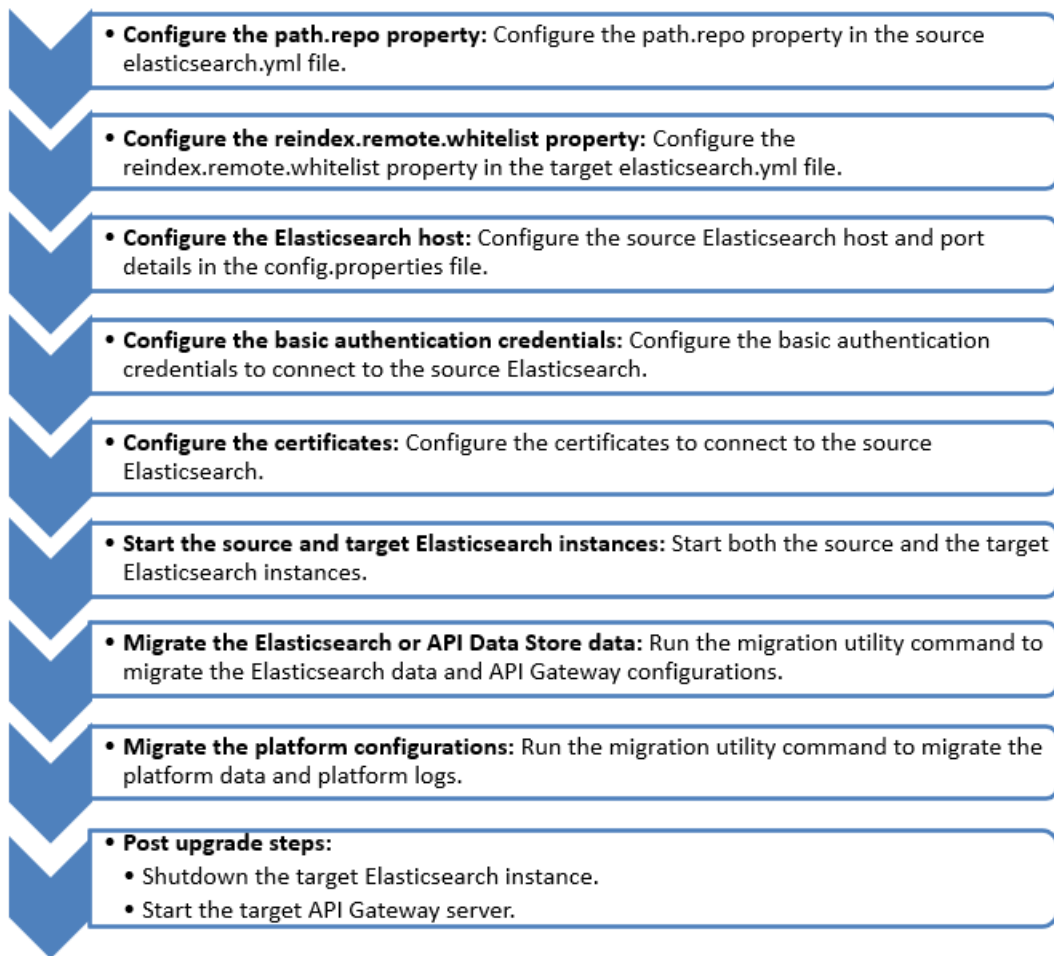 • Configure the path.repo property: Configure the path.repo property in the source
elasticsearch.yml file.
• Configure the reindex.remote.whitelist property: Configure the
reindex.remote.whitelist property in the target elasticsearch.yml file.
• Configure the Elasticsearch host: Configure the source Elasticsearch host and port
details in the config.properties file.
• Configure the basic authentication credentials: Configure the basic authentication
credentials to connect to the source Elasticsearch.
• Configure the certificates: Configure the certificates to connect to the source
Elasticsearch.
• Start the source and target Elasticsearch instances: Start both the source and the target
Elasticsearch instances.
• Migrate the Elasticsearch or API Data Store data: Run the migration utility command to
migrate the Elasticsearch data and API Gateway configurations.
• Migrate the platform configurations: Run the migration utility command to migrate the
platform data and platform logs.
• Post upgrade steps:
• Shutdown the target Elasticsearch instance.
• Start the target API Gateway server.